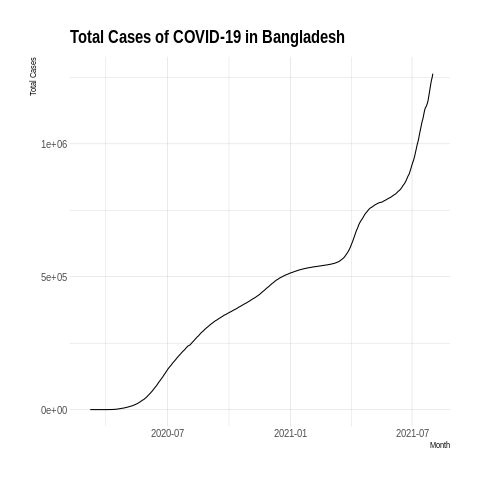 Total Cases of COVID-19 in Bangladesh
Total Cases
1e+06
5e+05
0e+00
2020-07 2021-01 2021-07
Month